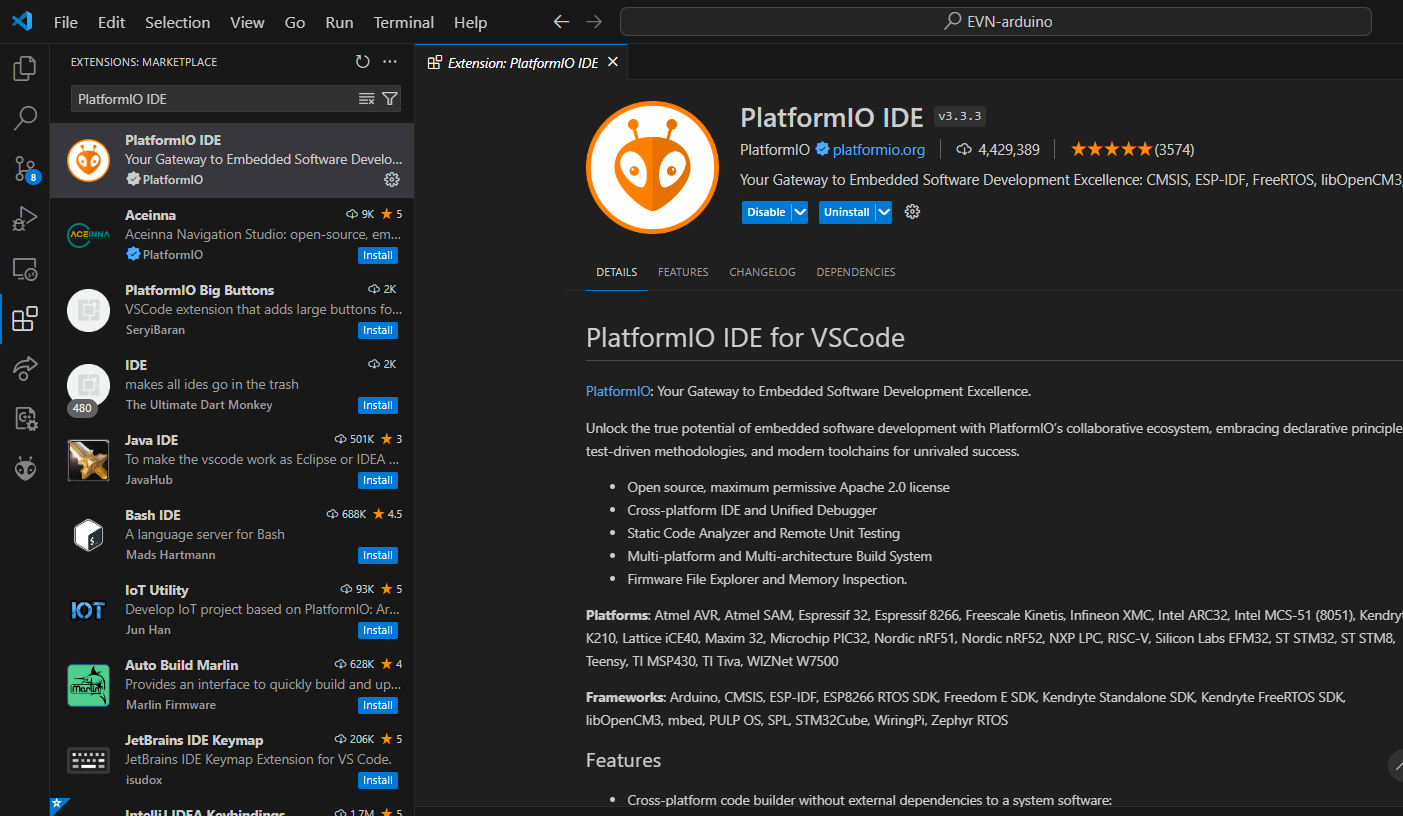 File Edit Selection View Go Run Terminal Help
EVN-arduino
EXTENSIONS: MARKETPLACE
PlatformIO IDE
PlatformIO IDE
Your Gateway to Embedded Software Develo...
PlatformIO
Aceinna 9K 5
ACEINNA
Aceinna Navigation Studio: open-source, em...
PlatformIO Install
PlatformIO Big Buttons 2K
VSCode extension that adds large buttons fo...
SeryiBaran Install
IDE 2K
makes all ides go in the trash
480
The Ultimate Dart Monkey Install
Java IDE 501K 3
To make the vscode work as Eclipse or IDEA ...
JavaHub Install
Bash IDE 688K 4.5
A language server for Bash
Mads Hartmann Install
IoT Utility 93K 5
IOT
Develop IoT project based on PlatformIO: Ar...
Jun Han Install
Auto Build Marlin 628K 4
Marlin
Provides an interface to quickly build and up...
Marlin Firmware Install
JetBrains IDE Keymap 206K 5
JetBrains IDE Keymap Extension for VS Code.
isudox Install
IntelliJ IDEA Keybindings 1.7M 5
8
Extension: PlatformIO IDE
PlatformIO IDE v3.3.3
PlatformIO platformio.org 4,429,389 (3574)
Your Gateway to Embedded Software Development Excellence: CMSIS, ESP-IDF, FreeRTOS, libOpenCM3,
Disable Uninstall
DETAILS FEATURES CHANGELOG DEPENDENCIES
PlatformIO IDE for VSCode
PlatformIO: Your Gateway to Embedded Software Development Excellence.
Unlock the true potential of embedded software development with PlatformIO's collaborative ecosystem, embracing declarative principle
test-driven methodologies, and modern toolchains for unrivaled success.
• Open source, maximum permissive Apache 2.0 license
• Cross-platform IDE and Unified Debugger
• Static Code Analyzer and Remote Unit Testing
• Multi-platform and Multi-architecture Build System
• Firmware File Explorer and Memory Inspection.
Platforms: Atmel AVR, Atmel SAM, Espressif 32, Espressif 8266, Freescale Kinetis, Infineon XMC, Intel ARC32, Intel MCS-51 (8051), Kendryt
K210, Lattice iCE40, Maxim 32, Microchip PIC32, Nordic nRF51, Nordic nRF52, NXP LPC, RISC-V, Silicon Labs EFM32, ST STM32, ST STM8,
Teensy, TI MSP430, TI Tiva, WIZNet W7500
Frameworks: Arduino, CMSIS, ESP-IDF, ESP8266 RTOS SDK, Freedom E SDK, Kendryte Standalone SDK, Kendryte FreeRTOS SDK,
libOpenCM3, mbed, PULP OS, SPL, STM32Cube, WiringPi, Zephyr RTOS
Features
• Cross-platform code builder without external dependencies to a system software: